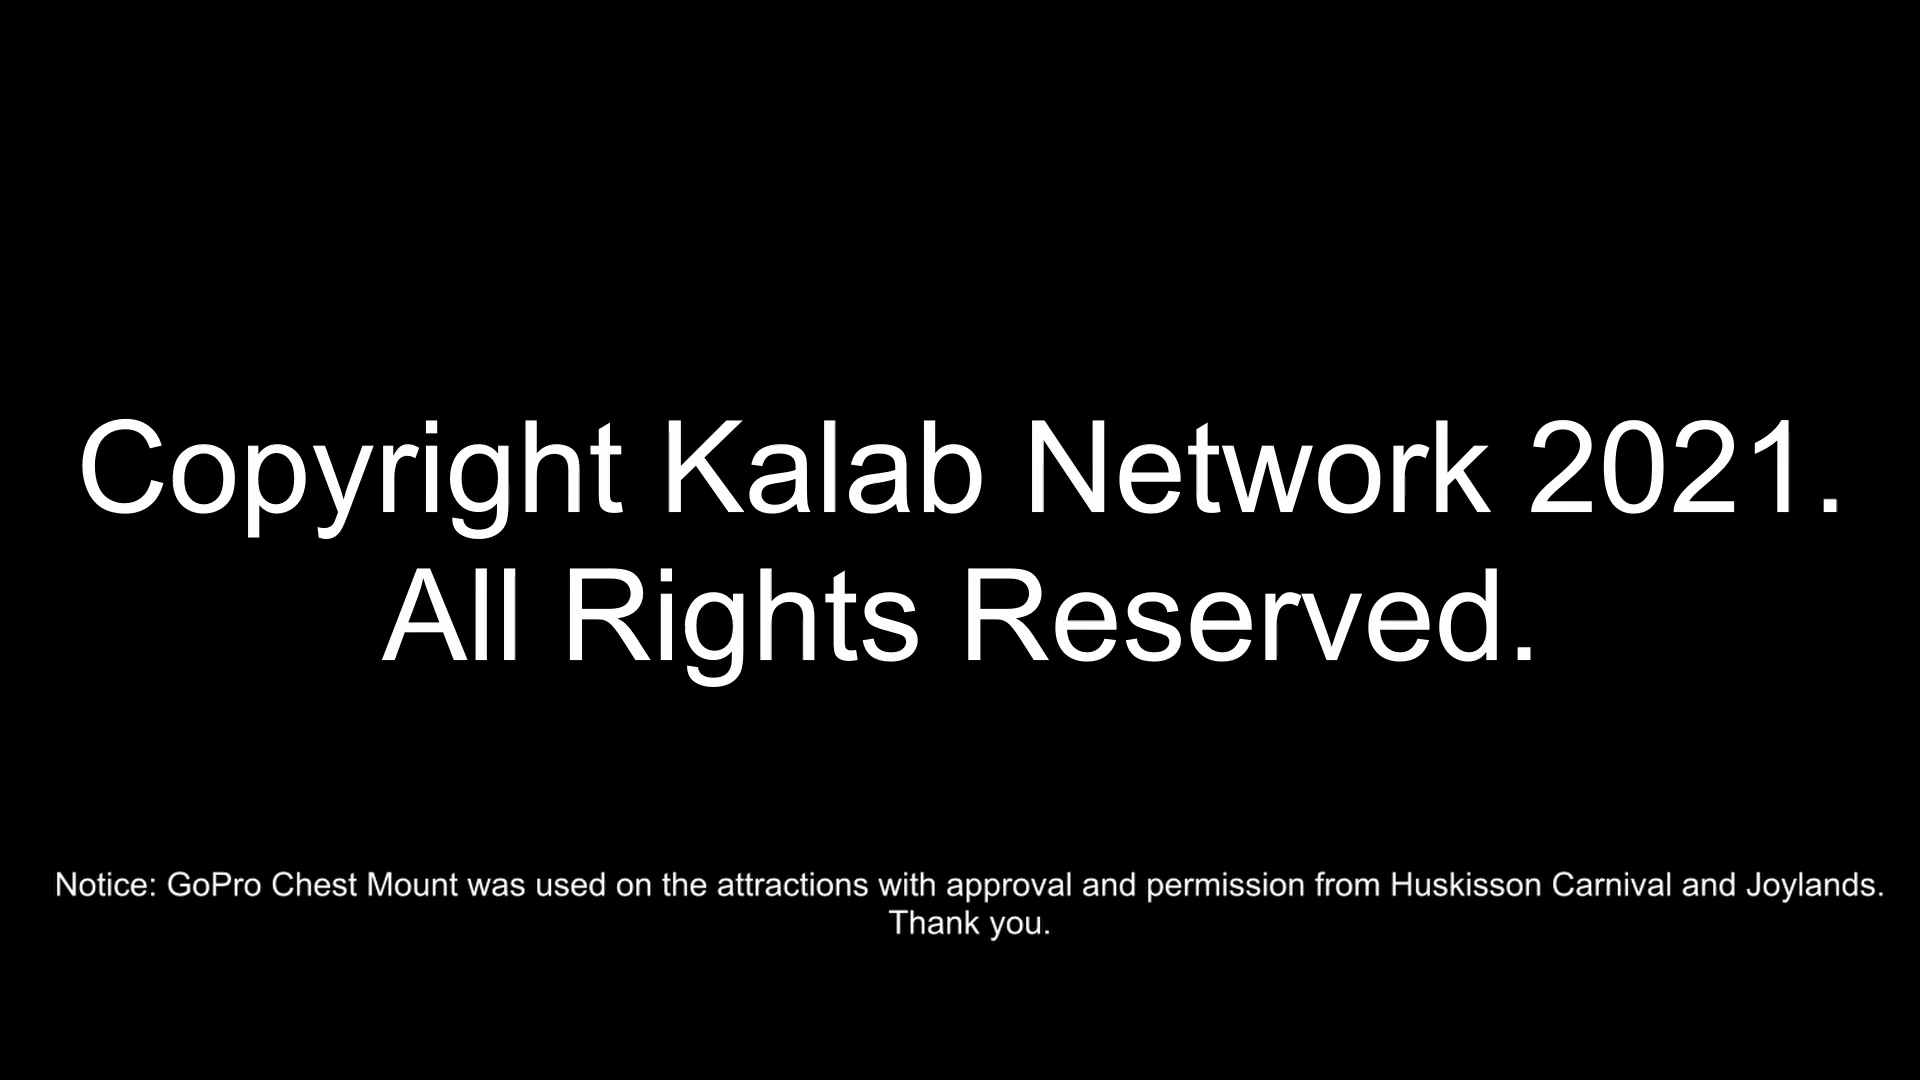 Copyright Kalab Network 2021.
All Rights Reserved.
Notice: GoPro Chest Mount was used on the attractions with approval and permission from Huskisson Carnival and Joylands.
Thank you.